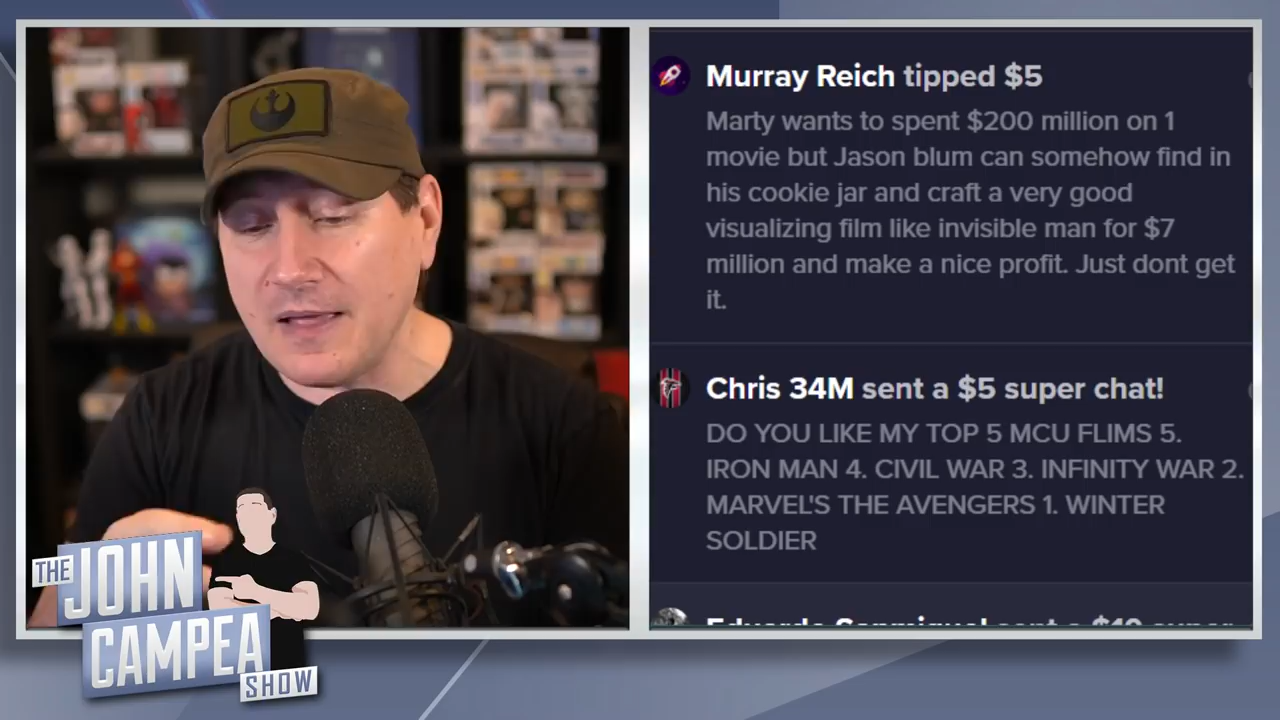 Murray Reich tipped $5
Marty wants to spent $200 million on 1
movie but Jason blum can somehow find in
his cookie jar and craft a very good
visualizing film like invisible man for $7
million and make a nice profit. Just dont get
it.
Chris 34M sent a $5 super chat!
DO YOU LIKE MY TOP 5 MCU FLIMS 5.
IRON MAN 4. CIVIL WAR 3. INFINITY WAR 2.
MARVEL'S THE AVENGERS 1. WINTER
SOLDIER
THE
JOHN
CAMPEA
SHOW